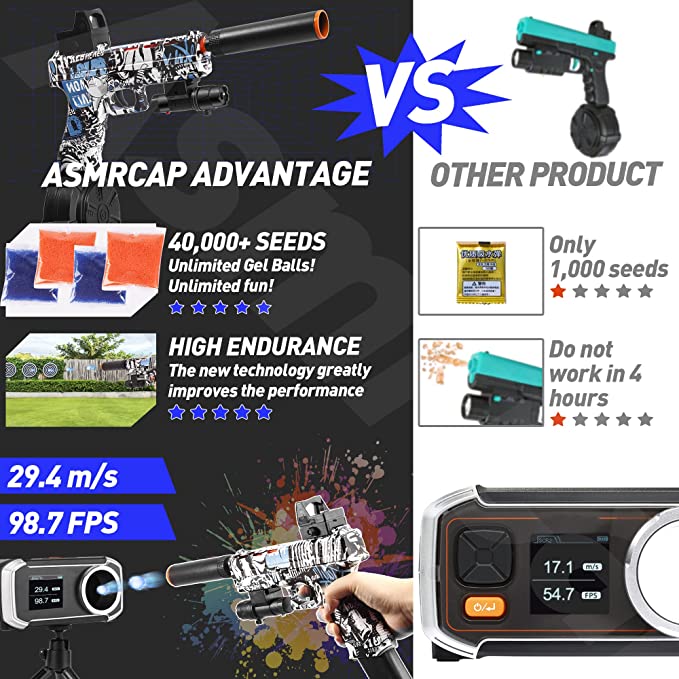 VS
ASMRCAP ADVANTAGE
OTHER PRODUCT
40,000+ SEEDS
Unlimited Gel Balls!
Unlimited fun!
Only
1,000 seeds
HIGH ENDURANCE
The new technology greatly
improves the performance
Do not
work in 4
hours
29.4 m/s
98.7 FPS
29.4
98.7
17.1 m/s
54.7 FPS